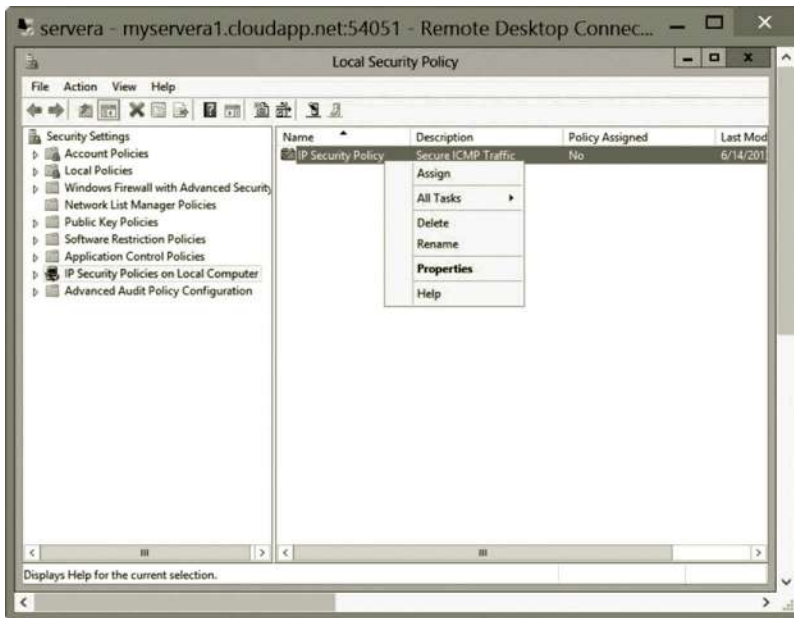 servera - myservera1.cloudapp.net:54051 - Remote Desktop Connec...
Local Security Policy
File Action View Help
Security Settings
Account Policies
Local Policies
Windows Firewall with Advanced Security
Network List Manager Policies
Public Key Policies
Software Restriction Policies
Application Control Policies
IP Security Policies on Local Computer
Advanced Audit Policy Configuration
Name Description Policy Assigned Last Mod
IP Security Policy Secure ICMP Traffic No 6/14/201
Assign
All Tasks
Delete
Rename
Properties
Help
Displays Help for the current selection.